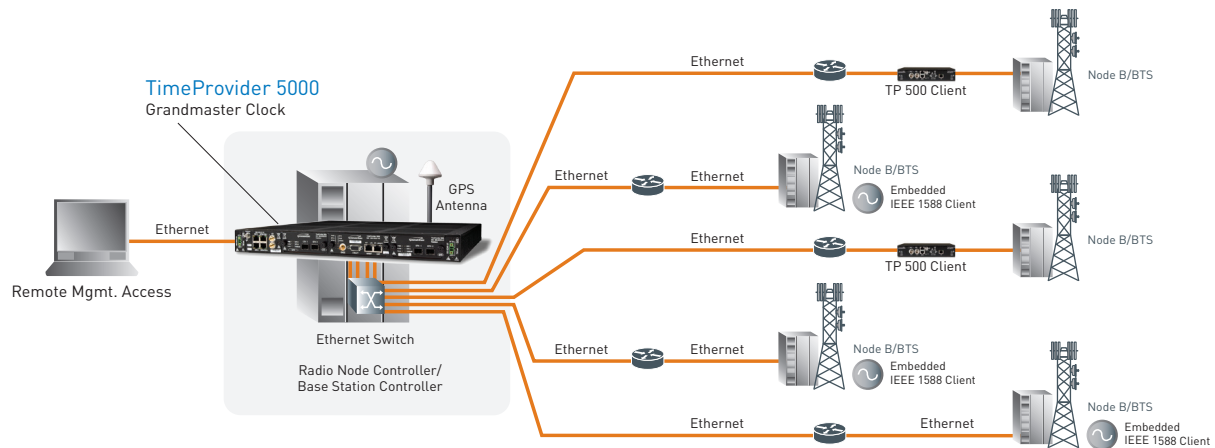 TimeProvider 5000
Grandmaster Clock
GPS
Antenna
Ethernet
Remote Mgmt. Access
Ethernet Switch
Radio Node Controller/
Base Station Controller
Ethernet
TP 500 Client
Node B/BTS
Ethernet
Ethernet
Node B/BTS
Embedded
IEEE 1588 Client
Ethernet
TP 500 Client
Node B/BTS
Ethernet
Ethernet
Node B/BTS
Embedded
IEEE 1588 Client
Ethernet
Ethernet
Node B/BTS
Embedded
IEEE 1588 Client